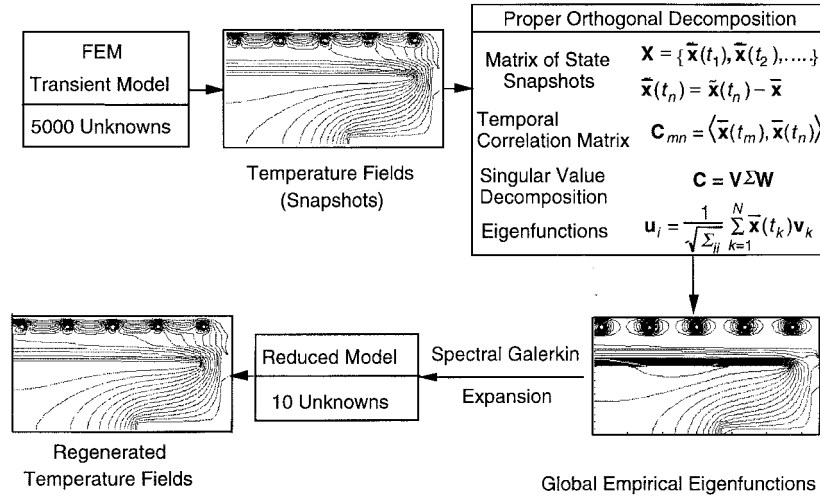 FEM
Transient Model
5000 Unknowns
Temperature Fields
(Snapshots)
Proper Orthogonal Decomposition
Matrix of State
Snapshots
X = {x̄(t₁), x̄(t₂),....}
x̄(tₙ) = x̃(tₙ) − x̄
Temporal
Correlation Matrix
Cₘₙ = ⟨x̄(tₘ), x̄(tₙ)⟩
Singular Value
Decomposition
C = VΣW
Eigenfunctions
uᵢ = 1/√Σᵢᵢ ∑ₖ₌₁ᴺ x̄(tₖ)vₖ
Regenerated
Temperature Fields
Reduced Model
10 Unknowns
Spectral Galerkin
Expansion
Global Empirical Eigenfunctions